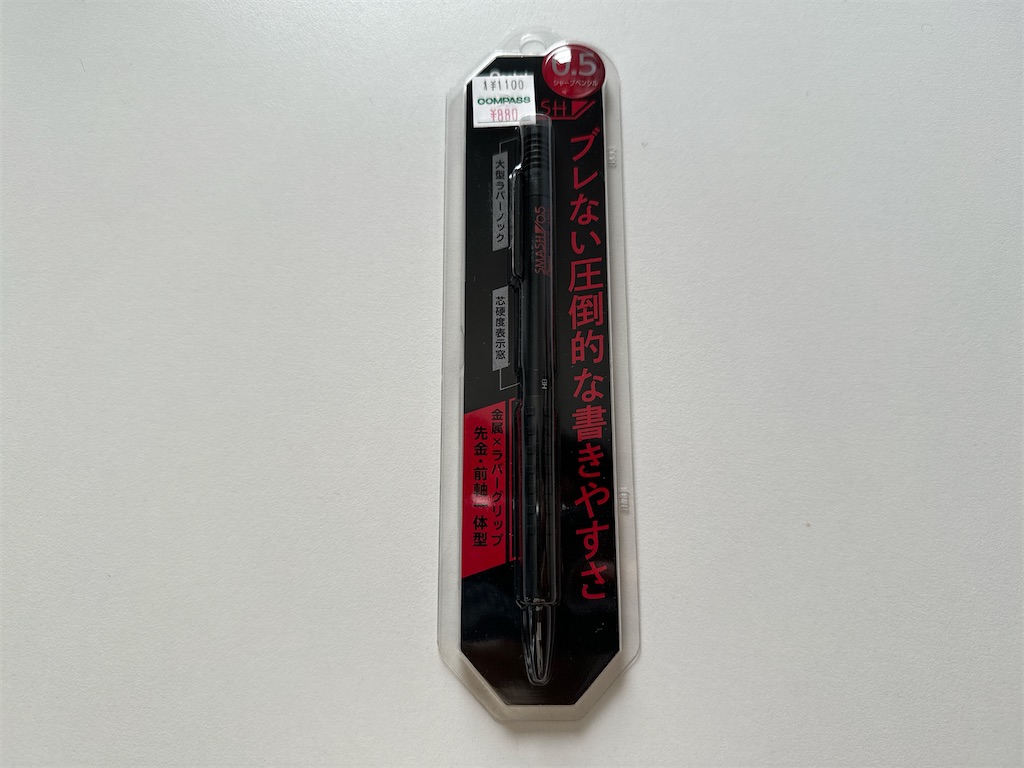 0.5
シャープペンシル
¥1100
COMPASS
¥880
SH
ブレない圧倒的な書きやすさ
大型ラバーノック
SMASH 0.5
芯硬度表示窓
HB
金属×ラバーグリップ
先金・前軸一体型